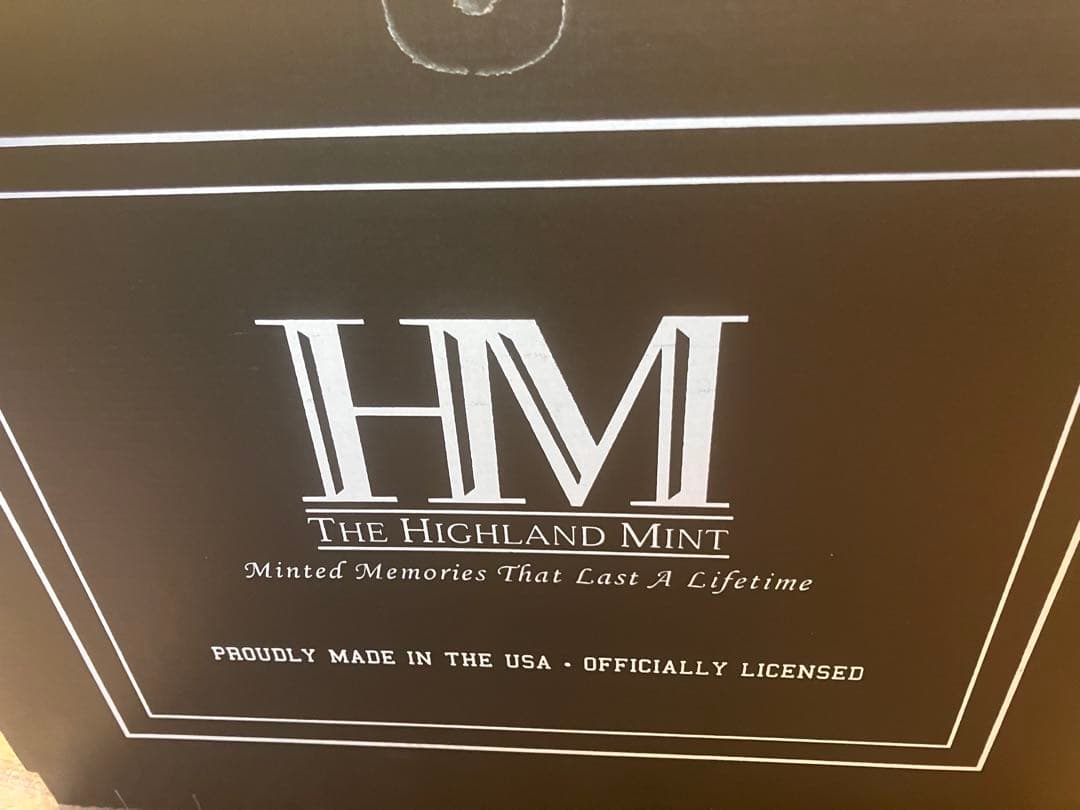 HM
THE HIGHLAND MINT
Minted Memories That Last A Lifetime
PROUDLY MADE IN THE USA • OFFICIALLY LICENSED